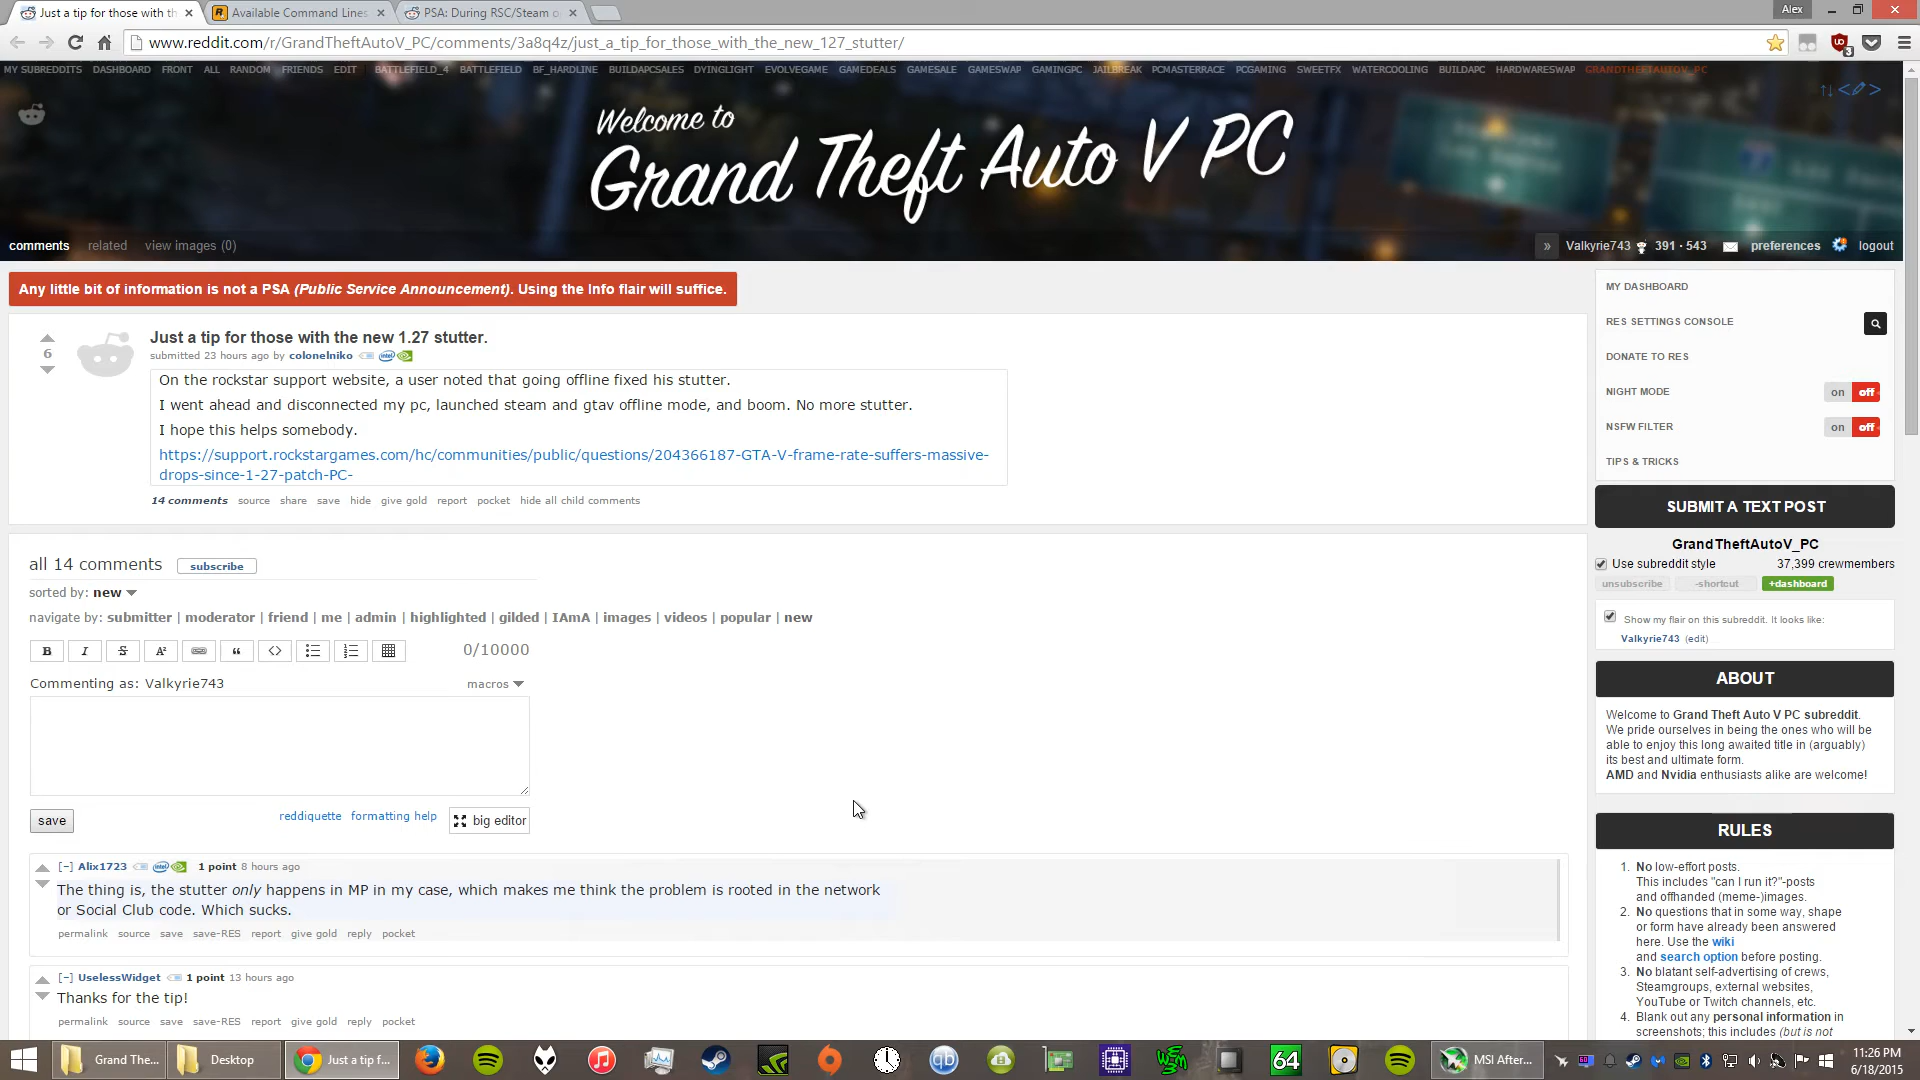 Just a tip for those with th
Available Command Lines
PSA: During RSC/Steam o
Alex
www.reddit.com/r/GrandTheftAutoV_PC/comments/3a8q4z/just_a_tip_for_those_with_the_new_127_stutter/
MY SUBREDDITS DASHBOARD FRONT ALL RANDOM FRIENDS EDIT BATTLEFIELD_4 BATTLEFIELD BF_HARDLINE BUILDAPCSALES DYINGLIGHT EVOLVEGAME GAMEDEALS GAMESALE GAMESWAP GAMINGPC JAILBREAK PCMASTERRACE PCGAMING SWEETFX WATERCOOLING BUILDAPC HARDWARESWAP GRANDTHEFTAUTOV_PC
Welcome to
Grand Theft Auto V PC
comments related view images (0)
» Valkyrie743 391 · 543 preferences logout
Any little bit of information is not a PSA (Public Service Announcement). Using the Info flair will suffice.
6
Just a tip for those with the new 1.27 stutter.
submitted 23 hours ago by colonelniko
On the rockstar support website, a user noted that going offline fixed his stutter.
I went ahead and disconnected my pc, launched steam and gtav offline mode, and boom. No more stutter.
I hope this helps somebody.
https://support.rockstargames.com/hc/communities/public/questions/204366187-GTA-V-frame-rate-suffers-massive-
drops-since-1-27-patch-PC-
14 comments source share save hide give gold report pocket hide all child comments
all 14 comments subscribe
sorted by: new
navigate by: submitter | moderator | friend | me | admin | highlighted | gilded | IAmA | images | videos | popular | new
B I S A² “ <> 0/10000
Commenting as: Valkyrie743 macros
save reddiquette formatting help big editor
[–] Alix1723 1 point 8 hours ago
The thing is, the stutter only happens in MP in my case, which makes me think the problem is rooted in the network
or Social Club code. Which sucks.
permalink source save save-RES report give gold reply pocket
[–] UselessWidget 1 point 13 hours ago
Thanks for the tip!
permalink source save save-RES report give gold reply pocket
MY DASHBOARD
RES SETTINGS CONSOLE
DONATE TO RES
NIGHT MODE on off
NSFW FILTER on off
TIPS & TRICKS
SUBMIT A TEXT POST
GrandTheftAutoV_PC
Use subreddit style 37,399 crewmembers
unsubscribe -shortcut +dashboard
Show my flair on this subreddit. It looks like:
Valkyrie743 (edit)
ABOUT
Welcome to Grand Theft Auto V PC subreddit.
We pride ourselves in being the ones who will be
able to enjoy this long awaited title in (arguably)
its best and ultimate form.
AMD and Nvidia enthusiasts alike are welcome!
RULES
1. No low-effort posts.
This includes "can I run it?"-posts
and offhanded (meme-)images.
2. No questions that in some way, shape
or form have already been answered
here. Use the wiki
and search option before posting.
3. No blatant self-advertising of crews,
Steamgroups, external websites,
YouTube or Twitch channels, etc.
4. Blank out any personal information in
screenshots; this includes (but is not
Grand The...
Desktop
Just a tip f...
64
MSI After...
11:26 PM
6/18/2015